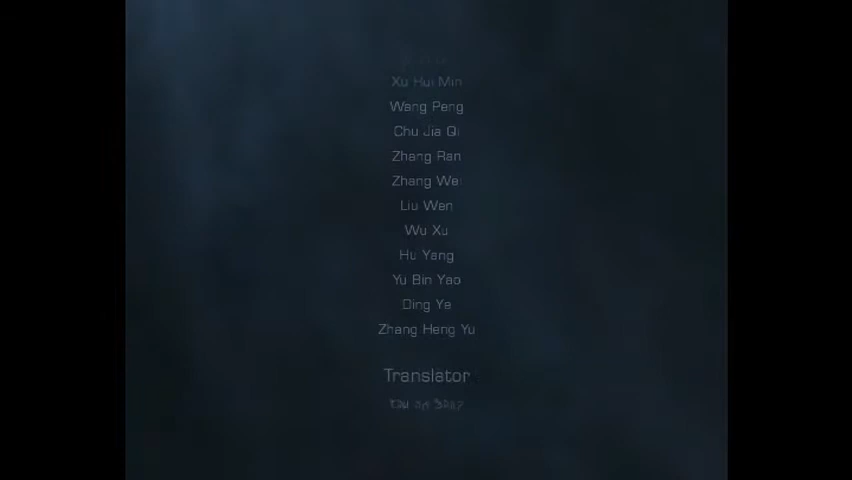 Xu Hui Min
Wang Peng
Chu Jia Qi
Zhang Ran
Zhang Wei
Liu Wen
Wu Xu
Hu Yang
Yu Bin Yao
Ding Ye
Zhang Heng Yu
Translator